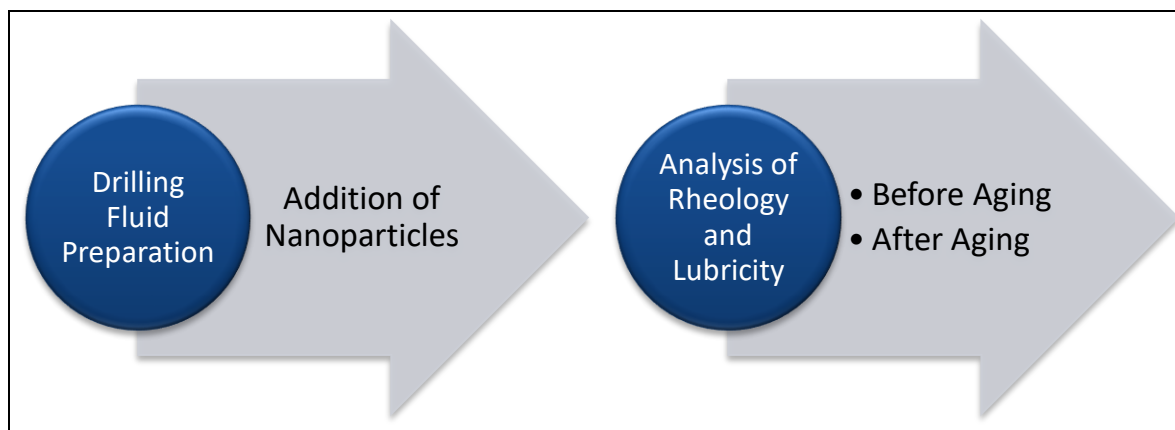 Drilling
Fluid
Preparation
Addition of
Nanoparticles
Analysis of
Rheology
and
Lubricity
• Before Aging
• After Aging